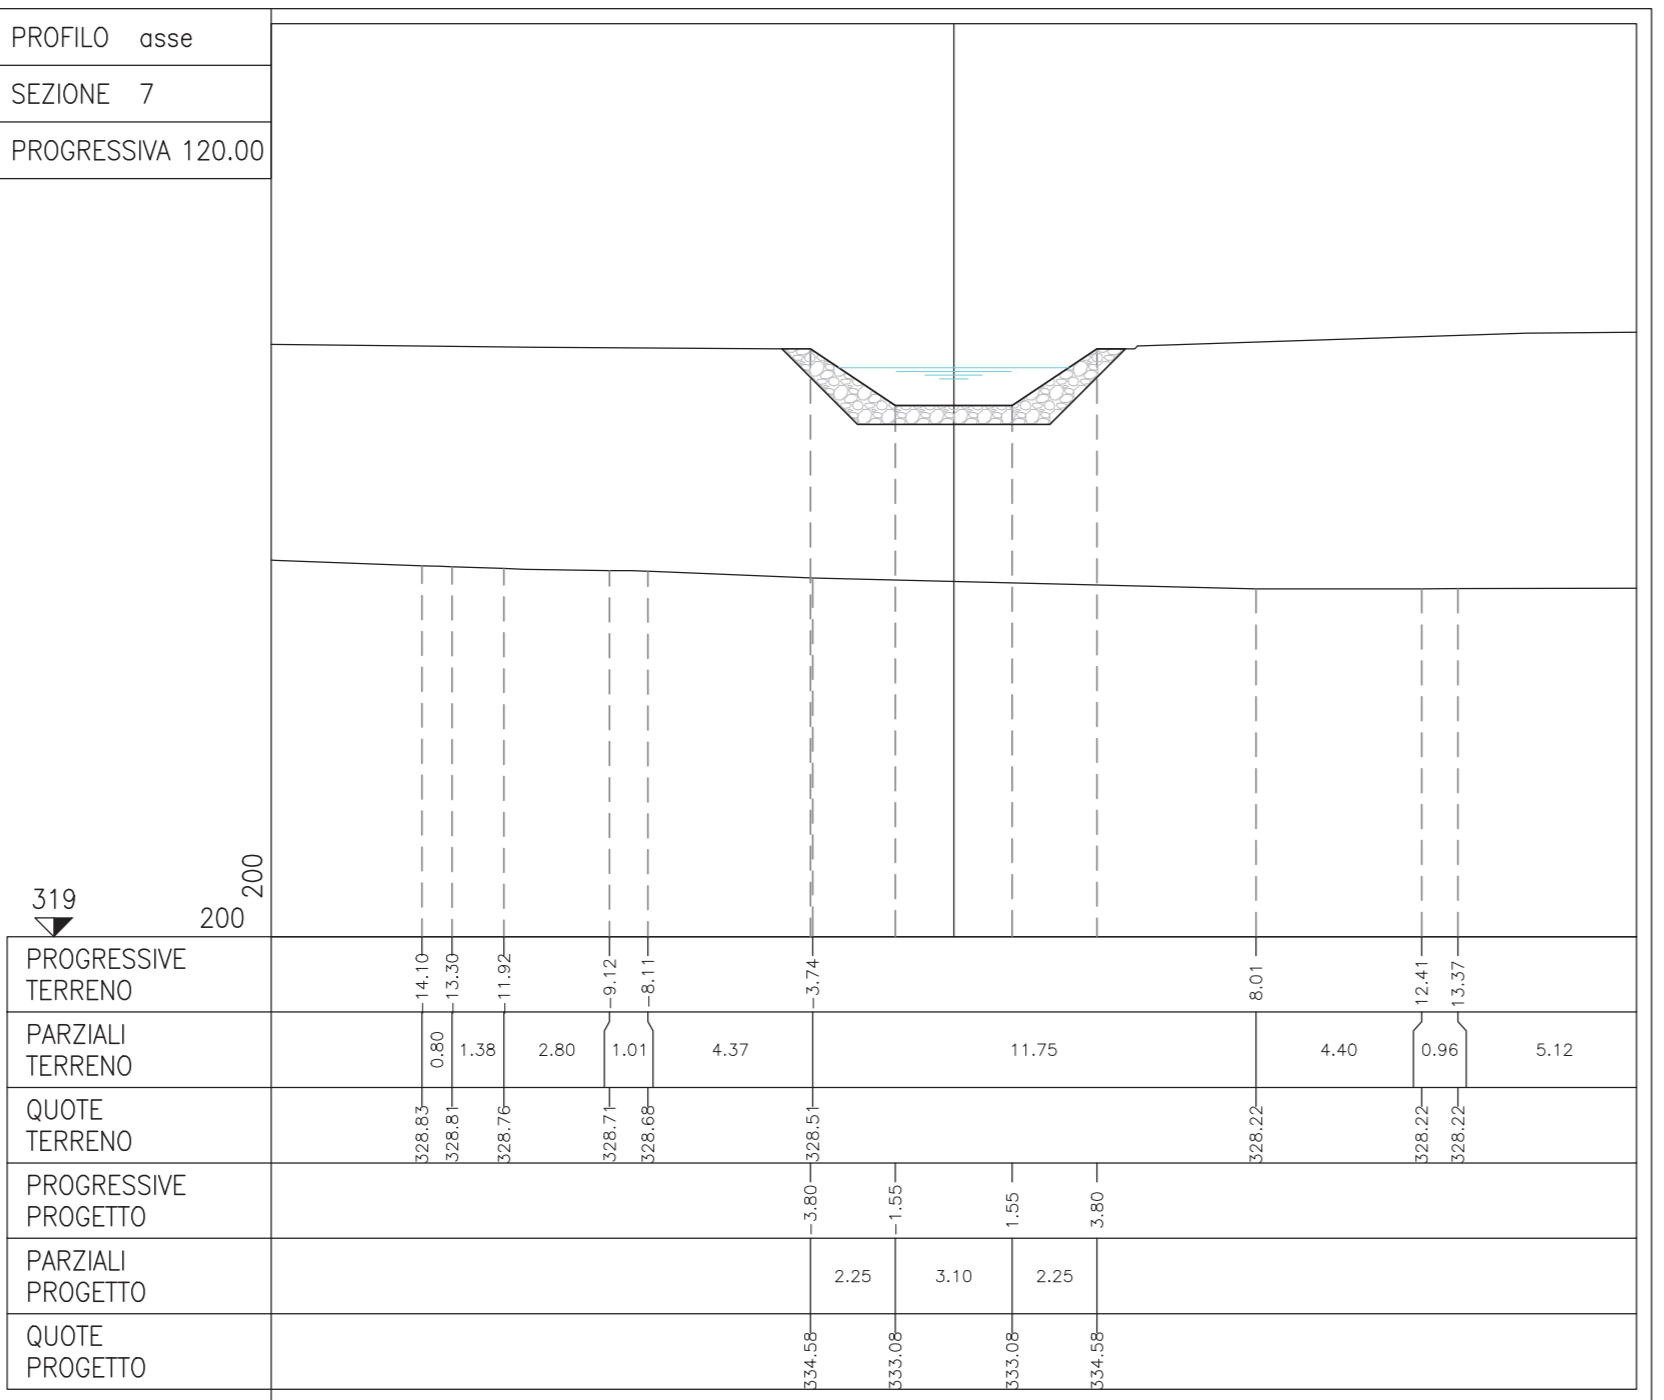 PROFILO asse
SEZIONE 7
PROGRESSIVA 120.00
200
319
200
PROGRESSIVE
TERRENO
-14.10
-13.30
-11.92
-9.12
-8.11
-3.74
8.01
12.41
13.37
PARZIALI
TERRENO
0.80
1.38
2.80
1.01
4.37
11.75
4.40
0.96
5.12
QUOTE
TERRENO
328.83
328.81
328.76
328.71
328.68
328.51
328.22
328.22
328.22
PROGRESSIVE
PROGETTO
-3.80
-1.55
1.55
3.80
PARZIALI
PROGETTO
2.25
3.10
2.25
QUOTE
PROGETTO
334.58
333.08
333.08
334.58